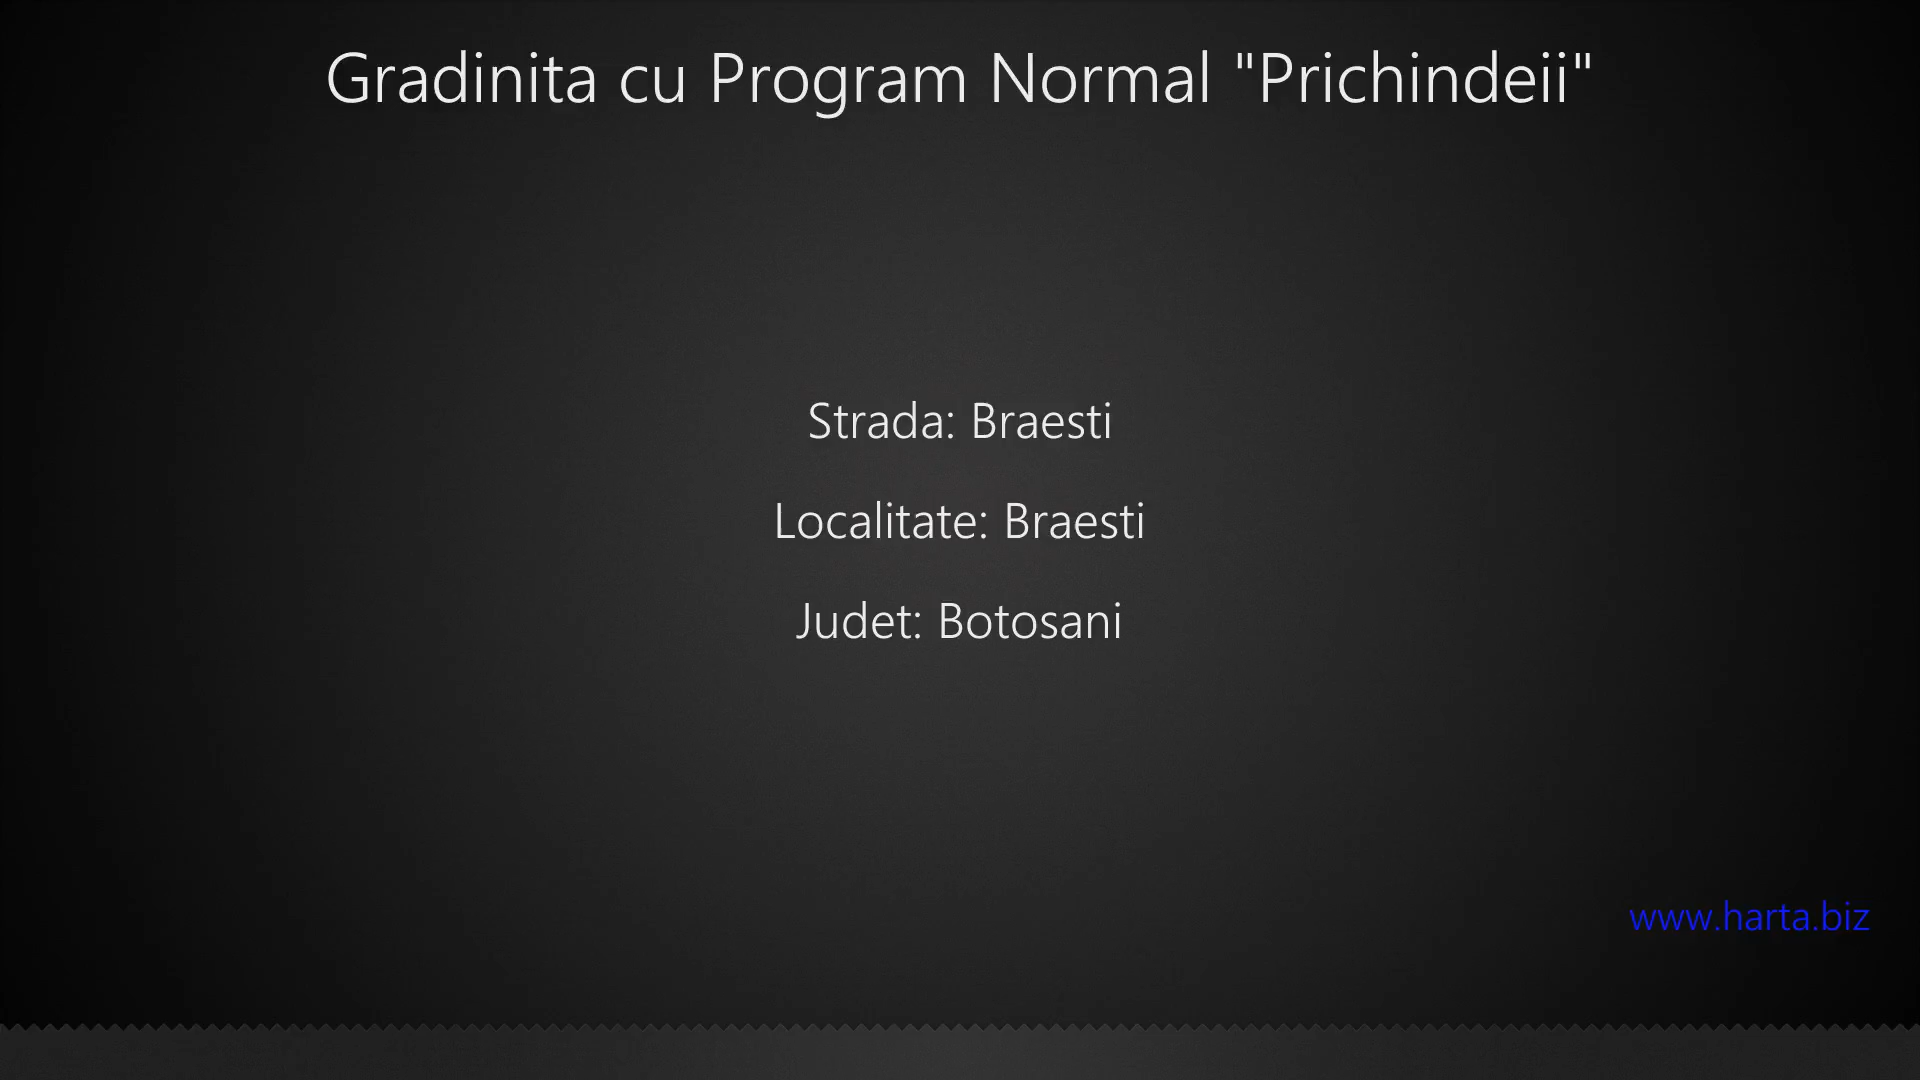 Gradinita cu Program Normal "Prichindeii"
Strada: Braesti
Localitate: Braesti
Judet: Botosani
www.harta.biz